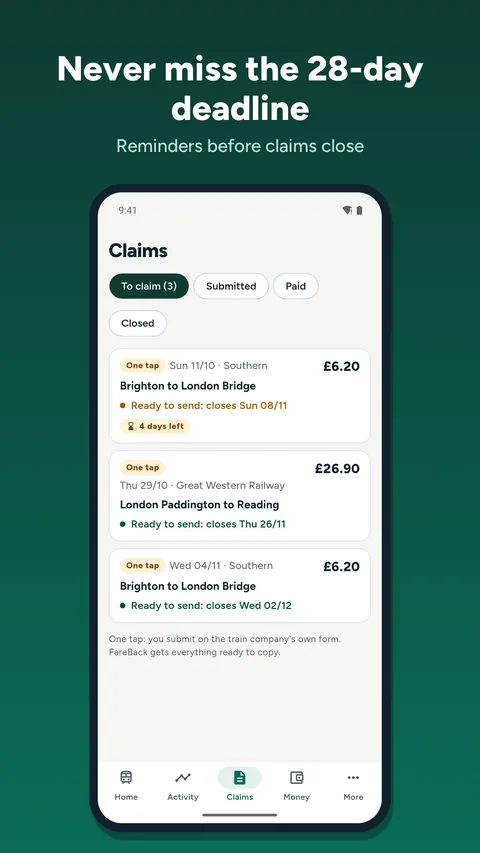 Never miss the 28-day
deadline
Reminders before claims close
9:41
Claims
To claim (3)
Submitted
Paid
Closed
One tap Sun 11/10 · Southern £6.20
Brighton to London Bridge
Ready to send: closes Sun 08/11
4 days left
One tap £26.90
Thu 29/10 · Great Western Railway
London Paddington to Reading
Ready to send: closes Thu 26/11
One tap Wed 04/11 · Southern £6.20
Brighton to London Bridge
Ready to send: closes Wed 02/12
One tap: you submit on the train company's own form.
FareBack gets everything ready to copy.
Home Activity Claims Money More